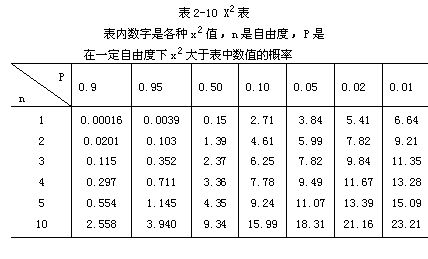 表2-10 X²表
表内数字是各种x²值，n是自由度，P是
在一定自由度下x²大于表中数值的概率
P
n 0.9 0.95 0.50 0.10 0.05 0.02 0.01
1 0.00016 0.0039 0.15 2.71 3.84 5.41 6.64
2 0.0201 0.103 1.39 4.61 5.99 7.82 9.21
3 0.115 0.352 2.37 6.25 7.82 9.84 11.35
4 0.297 0.711 3.36 7.78 9.49 11.67 13.28
5 0.554 1.145 4.35 9.24 11.07 13.39 15.09
10 2.558 3.940 9.34 15.99 18.31 21.16 23.21